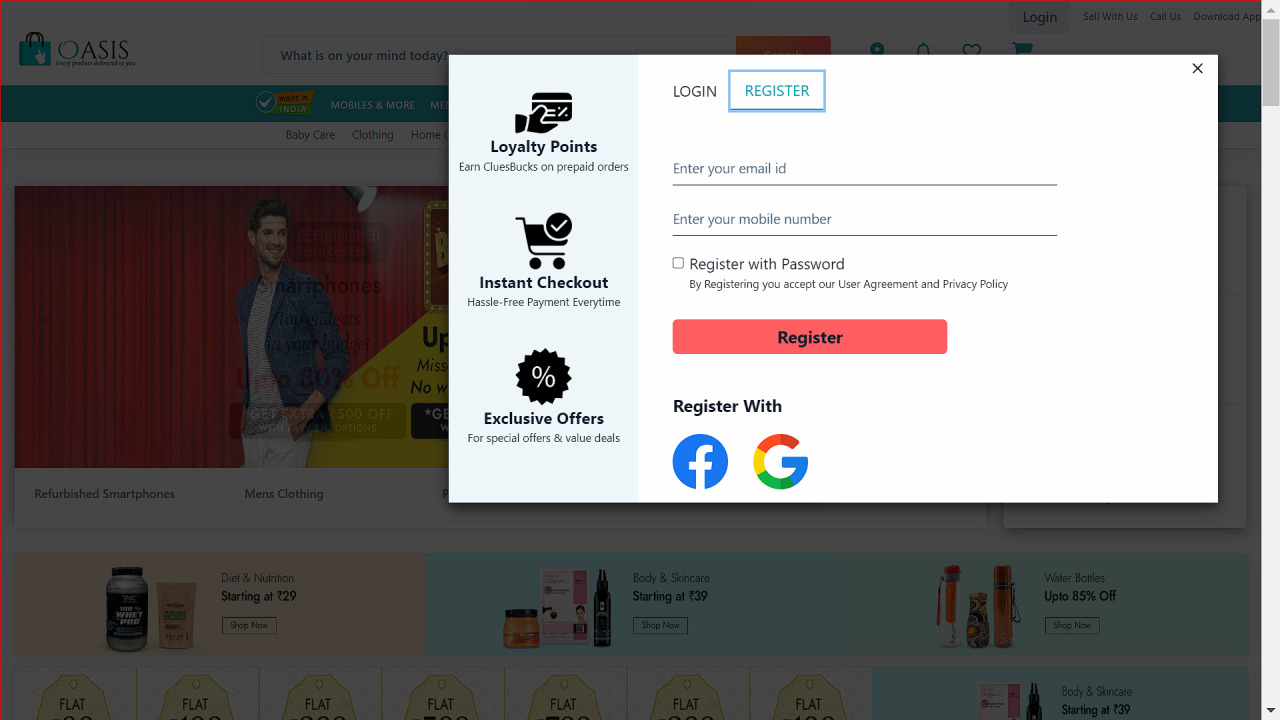 Login
Sell With Us
Call Us
Download App
OASIS
Every product delivered to you.
What is on your mind today?
Search
made in
INDIA
MOBILES & MORE
Baby Care
Clothing
LOGIN
REGISTER
Loyalty Points
Earn CluesBucks on prepaid orders
Enter your email id
Enter your mobile number
Register with Password
By Registering you accept our User Agreement and Privacy Policy
Instant Checkout
Hassle-Free Payment Everytime
Register
Exclusive Offers
For special offers & value deals
Register With
REFURBISHED
Smartphones
Top gadgets
in your budget
Upto 80% Off
*GET EXTRA ₹500 OFF
WITH EASY EMI OPTIONS
Refurbished Smartphones
Mens Clothing
Diet & Nutrition
Starting at ₹29
Shop Now
Body & Skincare
Starting at ₹39
Shop Now
Water Bottles
Upto 85% Off
Shop Now
FLAT
FLAT
FLAT
FLAT
FLAT
FLAT
FLAT
Body & Skincare
Starting at ₹39